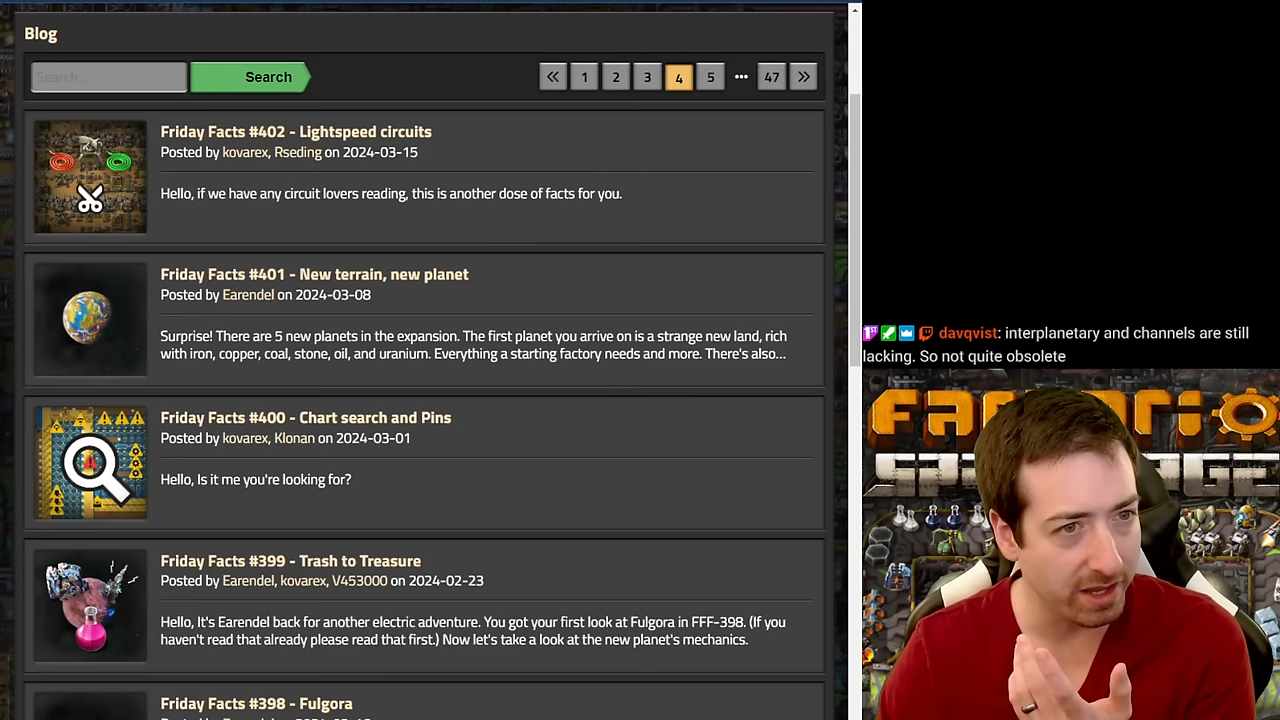 Blog
Search...
Search
1 2 3 4 5 ... 47
Friday Facts #402 - Lightspeed circuits
Posted by kovarex, Rseding on 2024-03-15
Hello, if we have any circuit lovers reading, this is another dose of facts for you.
Friday Facts #401 - New terrain, new planet
Posted by Earendel on 2024-03-08
Surprise! There are 5 new planets in the expansion. The first planet you arrive on is a strange new land, rich
with iron, copper, coal, stone, oil, and uranium. Everything a starting factory needs and more. There's also...
Friday Facts #400 - Chart search and Pins
Posted by kovarex, Klonan on 2024-03-01
Hello, Is it me you're looking for?
Friday Facts #399 - Trash to Treasure
Posted by Earendel, kovarex, V453000 on 2024-02-23
Hello, It's Earendel back for another electric adventure. You got your first look at Fulgora in FFF-398. (If you
haven't read that already please read that first.) Now let's take a look at the new planet's mechanics.
Friday Facts #398 - Fulgora
davqvist: interplanetary and channels are still
lacking. So not quite obsolete